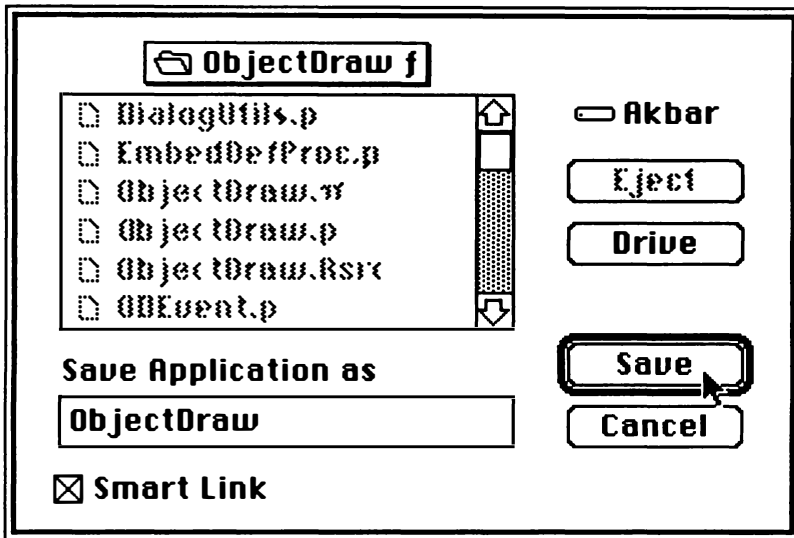 ObjectDraw ƒ
DialogUtils.p
EmbedDefProc.p
ObjectDraw.π
ObjectDraw.p
ObjectDraw.Rsrc
ODEvent.p
Akbar
Eject
Drive
Save Application as
ObjectDraw
Smart Link
Save
Cancel